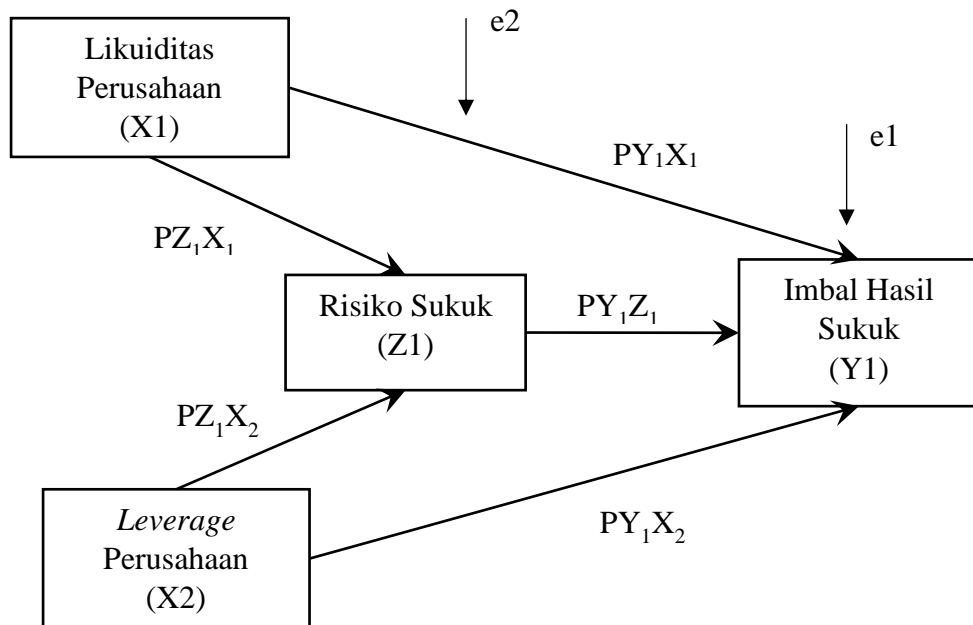 e2
Likuiditas
Perusahaan
(X1)
e1
PY₁X₁
PZ₁X₁
Risiko Sukuk
(Z1)
PY₁Z₁
Imbal Hasil
Sukuk
(Y1)
PZ₁X₂
Leverage
Perusahaan
(X2)
PY₁X₂